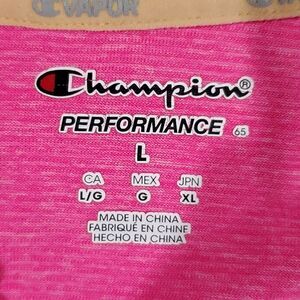 VAPOR
Champion®
PERFORMANCE 65
L
CA MEX JPN
L/G G XL
MADE IN CHINA
FABRIQUÉ EN CHINE
HECHO EN CHINA